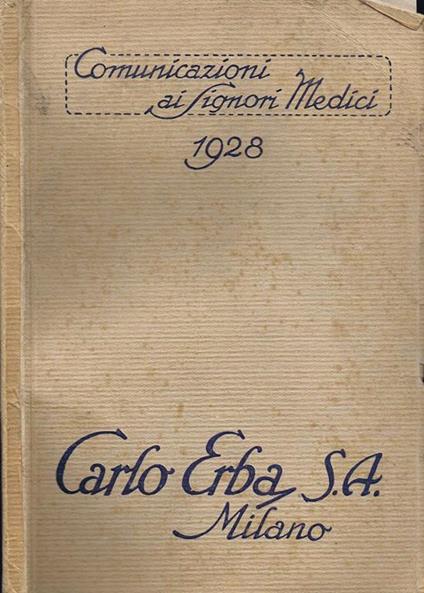 Comunicazioni
ai Signori Medici
1928
Carlo Erba, S.A.
Milano